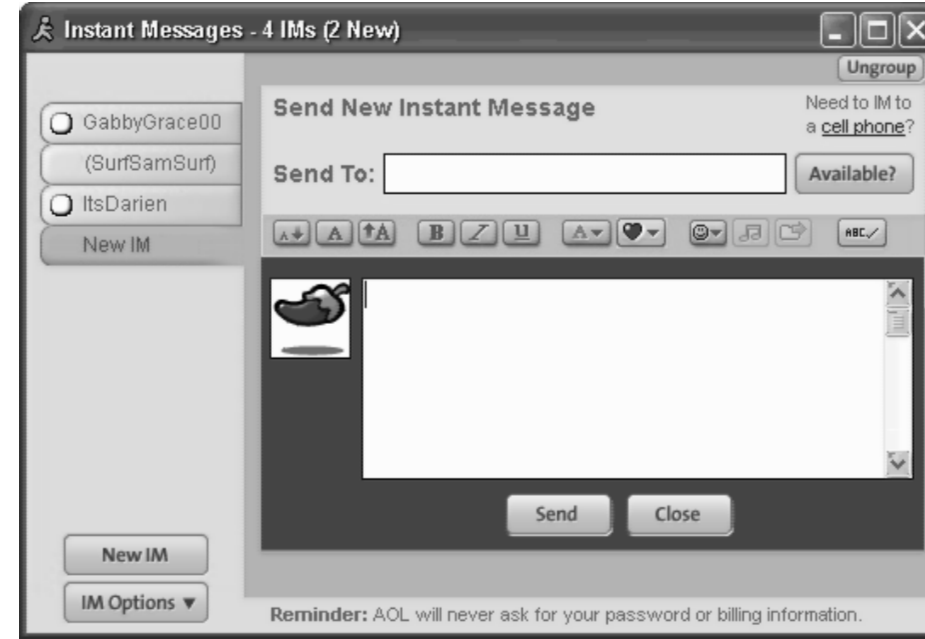 Instant Messages - 4 IMs (2 New)
Ungroup
GabbyGrace00
(SurfSamSurf)
ItsDarien
New IM
Send New Instant Message
Need to IM to
a cell phone?
Send To:
Available?
A A A B I U A ABC
Send Close
New IM
IM Options
Reminder: AOL will never ask for your password or billing information.